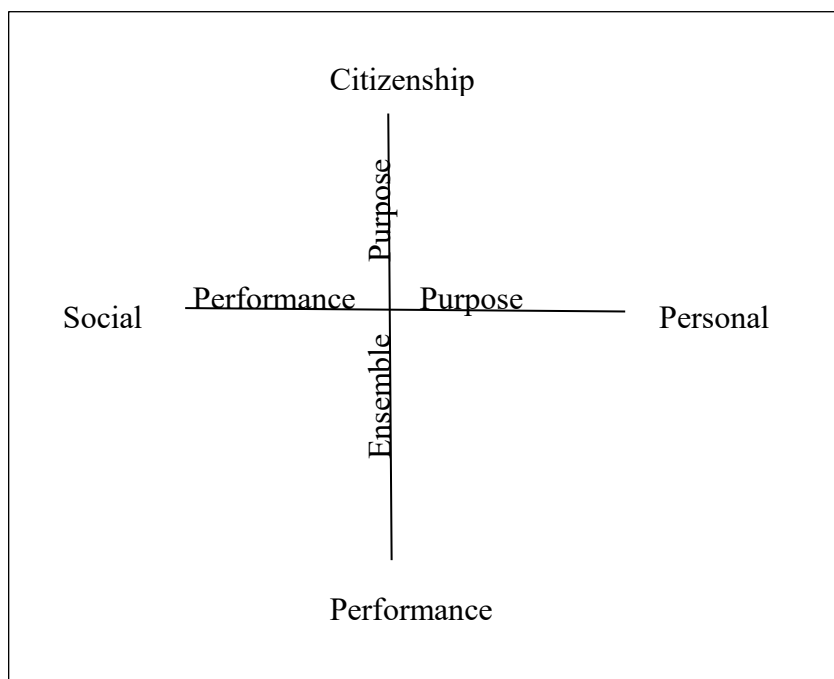 Citizenship
Purpose
Performance Purpose
Social Personal
Ensemble
Performance